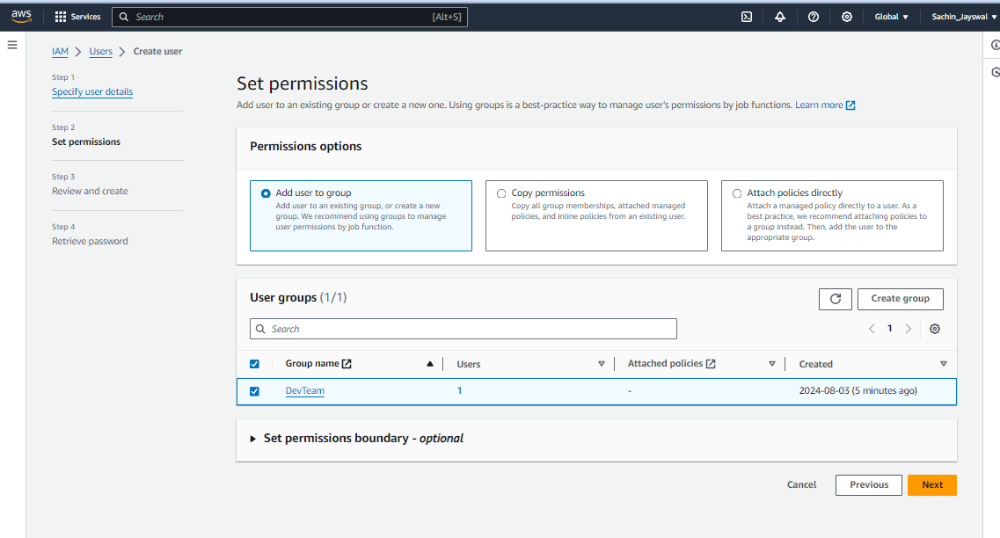 aws Services Search [Alt+S] Global Sachin_Jayswal
IAM Users Create user
Step 1
Specify user details
Step 2
Set permissions
Step 3
Review and create
Step 4
Retrieve password
Set permissions
Add user to an existing group or create a new one. Using groups is a best-practice way to manage user's permissions by job functions. Learn more
Permissions options
Add user to group
Add user to an existing group, or create a new
group. We recommend using groups to manage
user permissions by job function.
Copy permissions
Copy all group memberships, attached managed
policies, and inline policies from an existing user.
Attach policies directly
Attach a managed policy directly to a user. As a
best practice, we recommend attaching policies to
a group instead. Then, add the user to the
appropriate group.
User groups (1/1)
Create group
Search
1
Group name Users Attached policies Created
DevTeam 1 - 2024-08-03 (5 minutes ago)
Set permissions boundary - optional
Cancel Previous Next